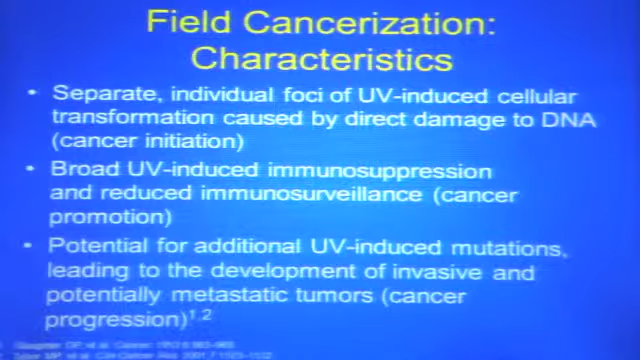 Field Cancerization:
Characteristics
• Separate, individual foci of UV-induced cellular
transformation caused by direct damage to DNA
(cancer initiation)
• Broad UV-induced immunosuppression
and reduced immunosurveillance (cancer
promotion)
• Potential for additional UV-induced mutations,
leading to the development of invasive and
potentially metastatic tumors (cancer
progression)1,2